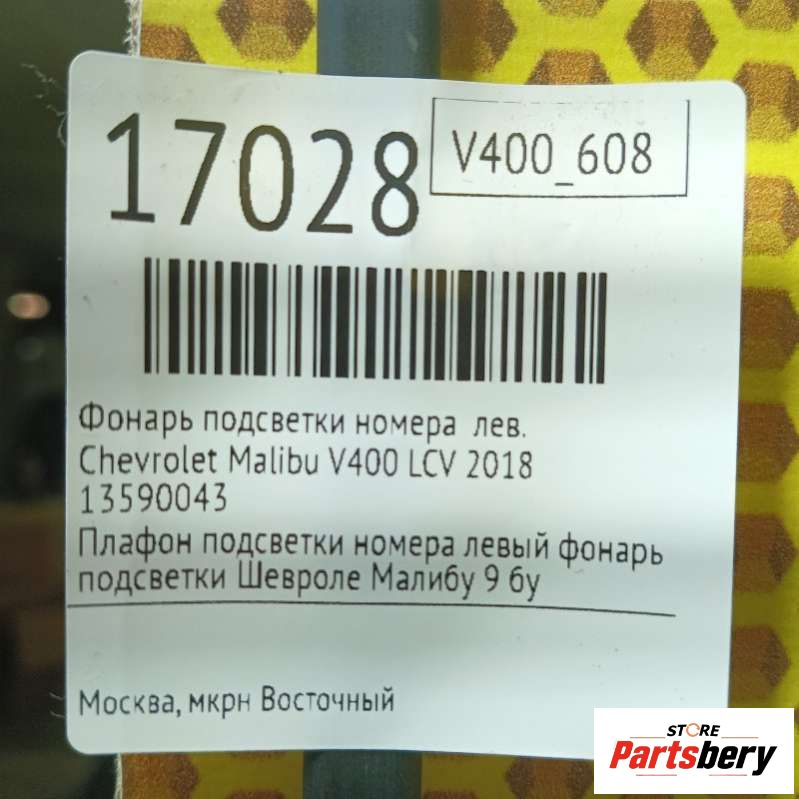 17028
V400_608
Фонарь подсветки номера лев.
Chevrolet Malibu V400 LCV 2018
13590043
Плафон подсветки номера левый фонарь
подсветки Шевроле Малибу 9 бу
Москва, мкрн Восточный
STORE
Partsbery